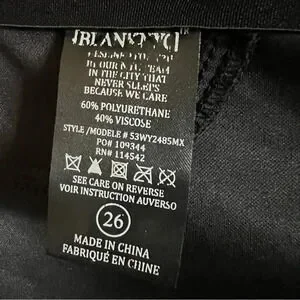 [BLANKNYC]
IN THE CITY THAT
NEVER SLEEPS
BECAUSE WE CARE
60% POLYURETHANE
40% VISCOSE
STYLE / MODELE # 53WY2485MX
PO# 109344
RN# 114542
SEE CARE ON REVERSE
VOIR INSTRUCTION AUVERSO
26
MADE IN CHINA
FABRIQUÉ EN CHINE